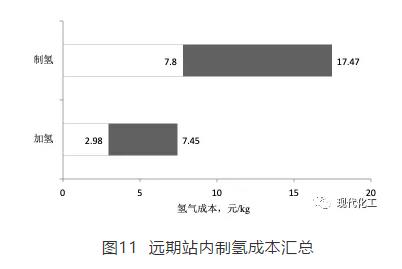 制氢
7.8 17.47
加氢
2.98 7.45
0 5 10 15 20
氢气成本，元/kg
现代化工
图11 远期站内制氢成本汇总